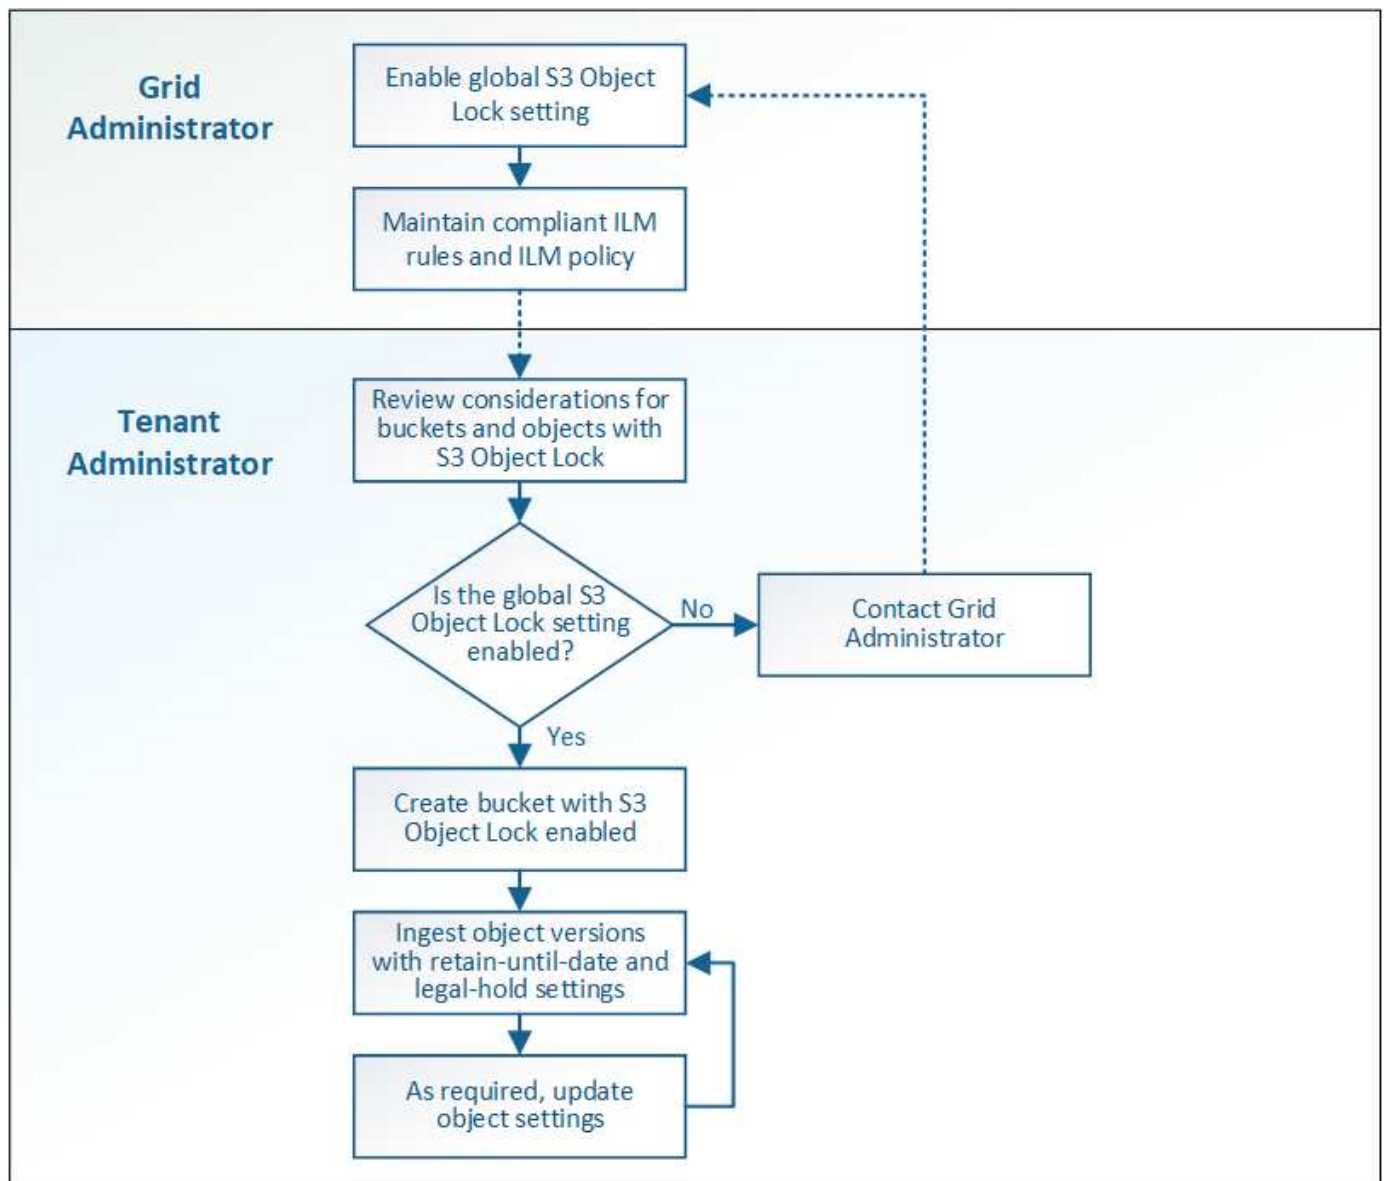 Grid
Administrator
Enable global S3 Object
Lock setting
Maintain compliant ILM
rules and ILM policy
Tenant
Administrator
Review considerations for
buckets and objects with
S3 Object Lock
Is the global S3
Object Lock setting
enabled?
No
Contact Grid
Administrator
Yes
Create bucket with S3
Object Lock enabled
Ingest object versions
with retain-until-date and
legal-hold settings
As required, update
object settings